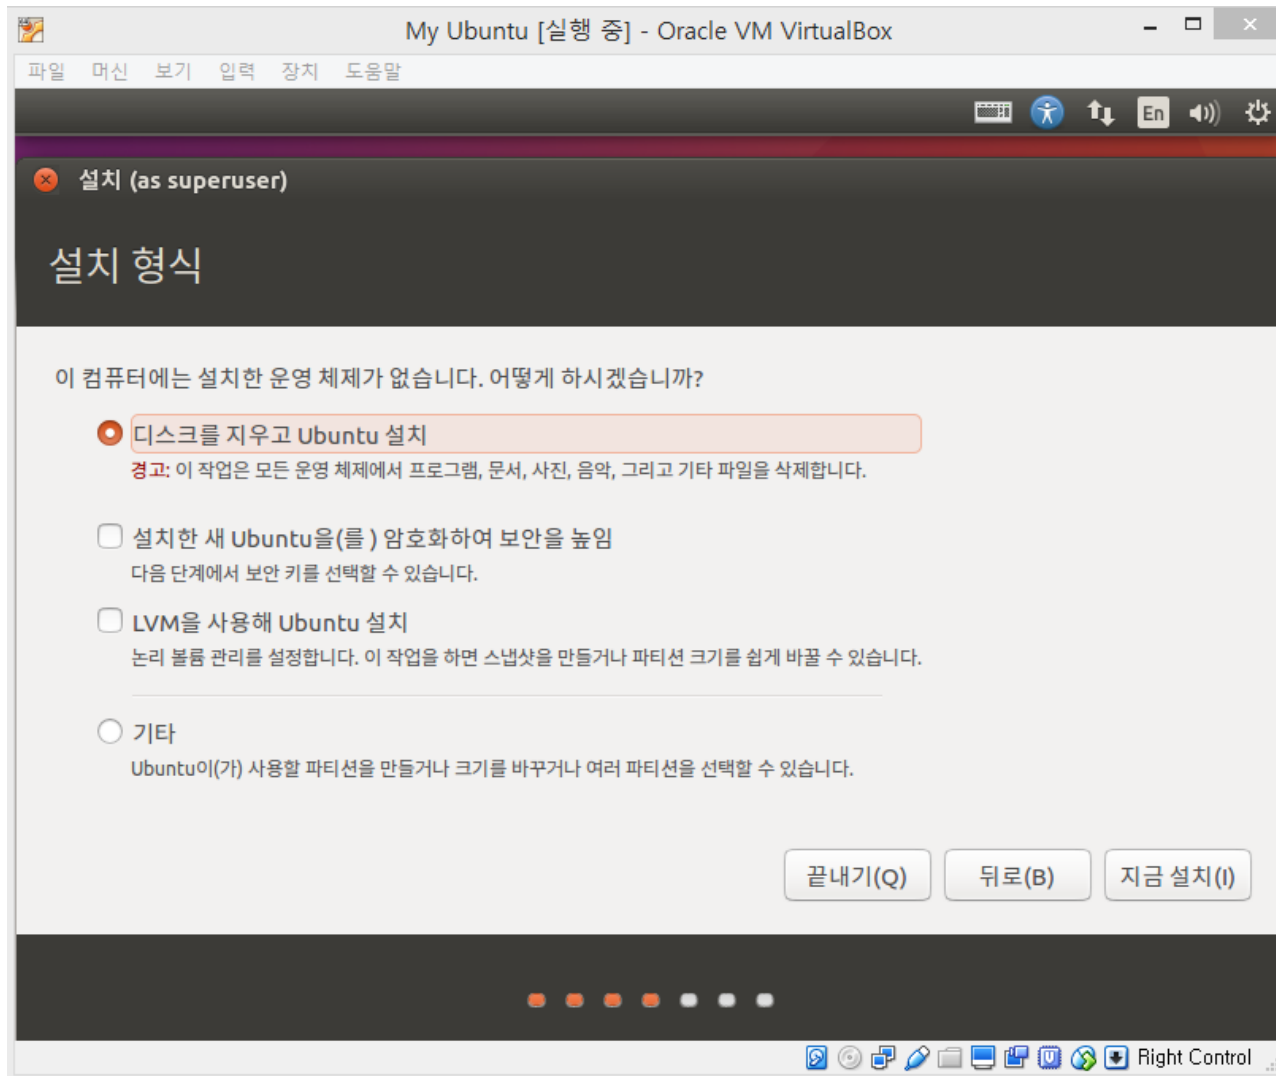 My Ubuntu [실행 중] - Oracle VM VirtualBox
파일 머신 보기 입력 장치 도움말
En
설치 (as superuser)
설치 형식
이 컴퓨터에는 설치한 운영 체제가 없습니다. 어떻게 하시겠습니까?
디스크를 지우고 Ubuntu 설치
경고: 이 작업은 모든 운영 체제에서 프로그램, 문서, 사진, 음악, 그리고 기타 파일을 삭제합니다.
설치한 새 Ubuntu을(를 ) 암호화하여 보안을 높임
다음 단계에서 보안 키를 선택할 수 있습니다.
LVM을 사용해 Ubuntu 설치
논리 볼륨 관리를 설정합니다. 이 작업을 하면 스냅샷을 만들거나 파티션 크기를 쉽게 바꿀 수 있습니다.
기타
Ubuntu이(가) 사용할 파티션을 만들거나 크기를 바꾸거나 여러 파티션을 선택할 수 있습니다.
끝내기(Q) 뒤로(B) 지금 설치(I)
Right Control